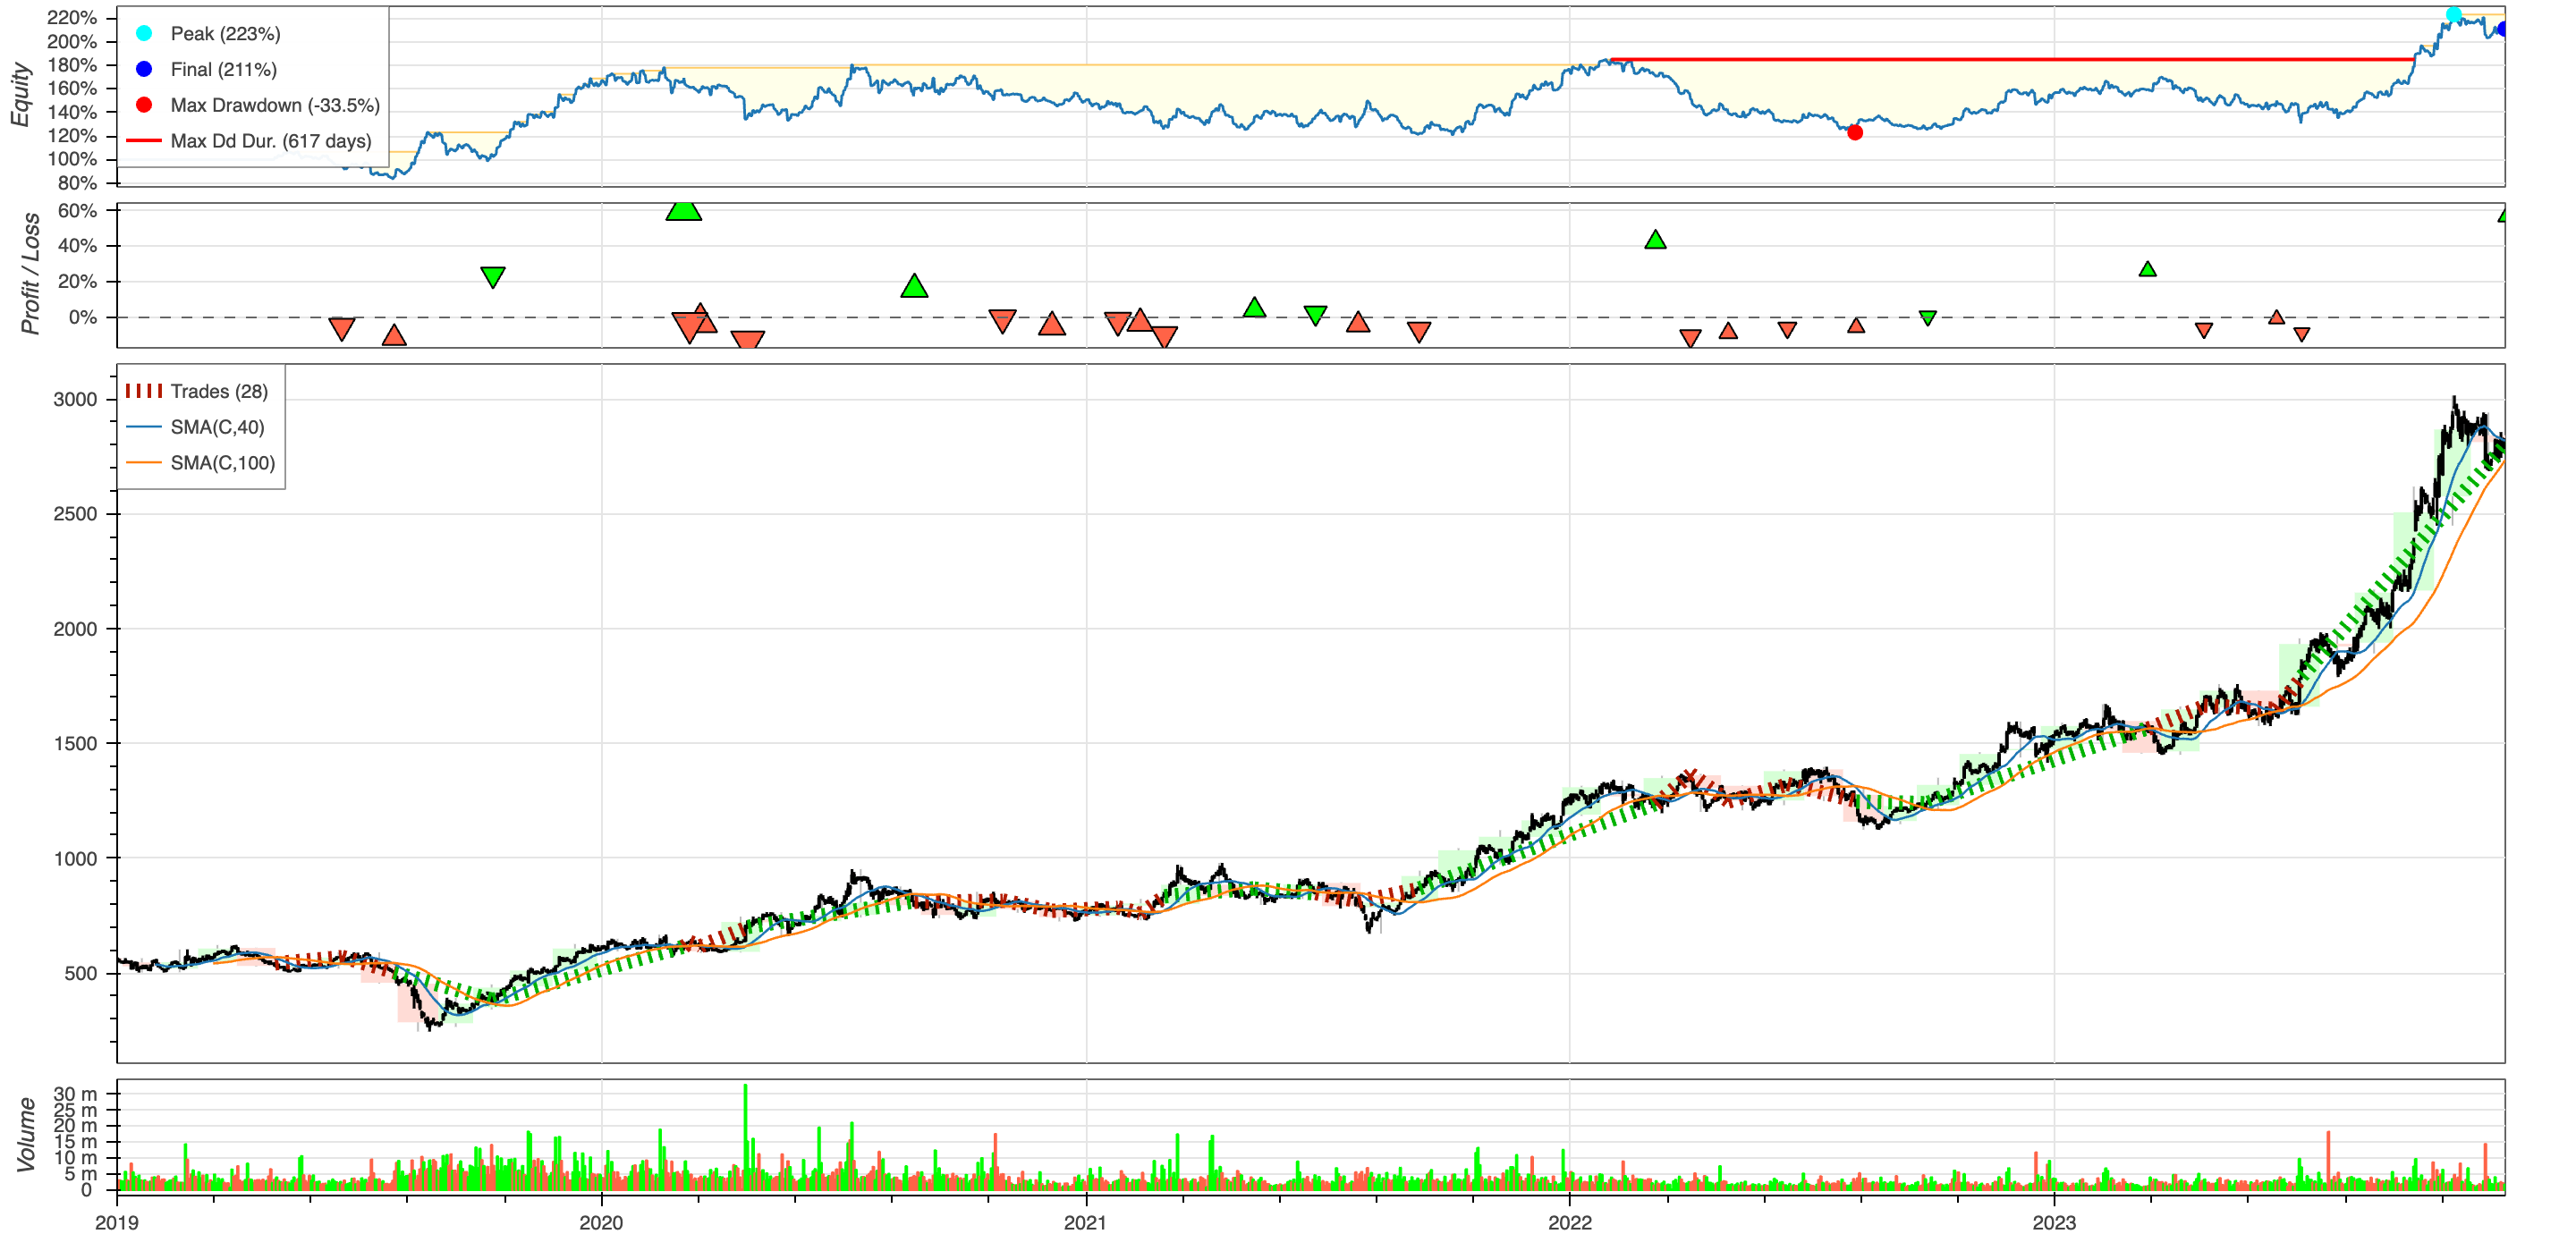 220%
200%
180%
160%
140%
120%
100%
80%
Equity
Peak (223%)
Final (211%)
Max Drawdown (-33.5%)
Max Dd Dur. (617 days)
60%
40%
20%
0%
Profit / Loss
Trades (28)
SMA(C,40)
SMA(C,100)
3000
2500
2000
1500
1000
500
30 m
25 m
20 m
15 m
10 m
5 m
0
Volume
2019 2020 2021 2022 2023